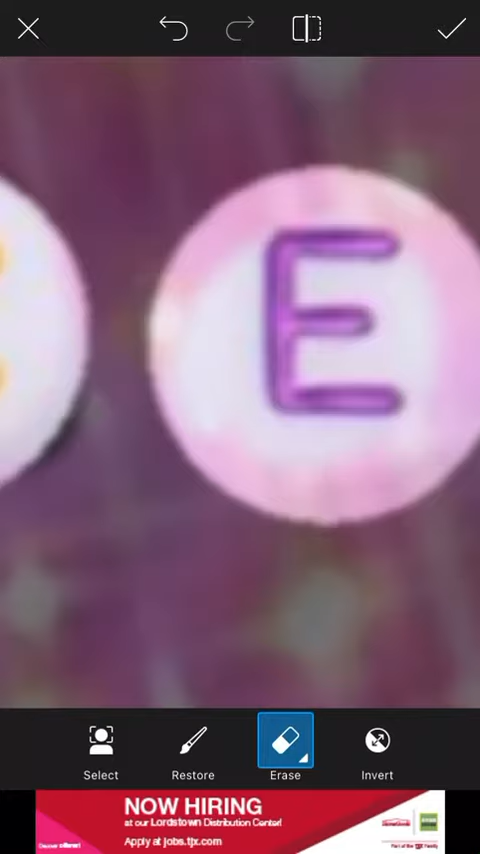 E
Select Restore Erase Invert
NOW HIRING
at our Lordstown Distribution Center!
Apply at jobs.tjx.com